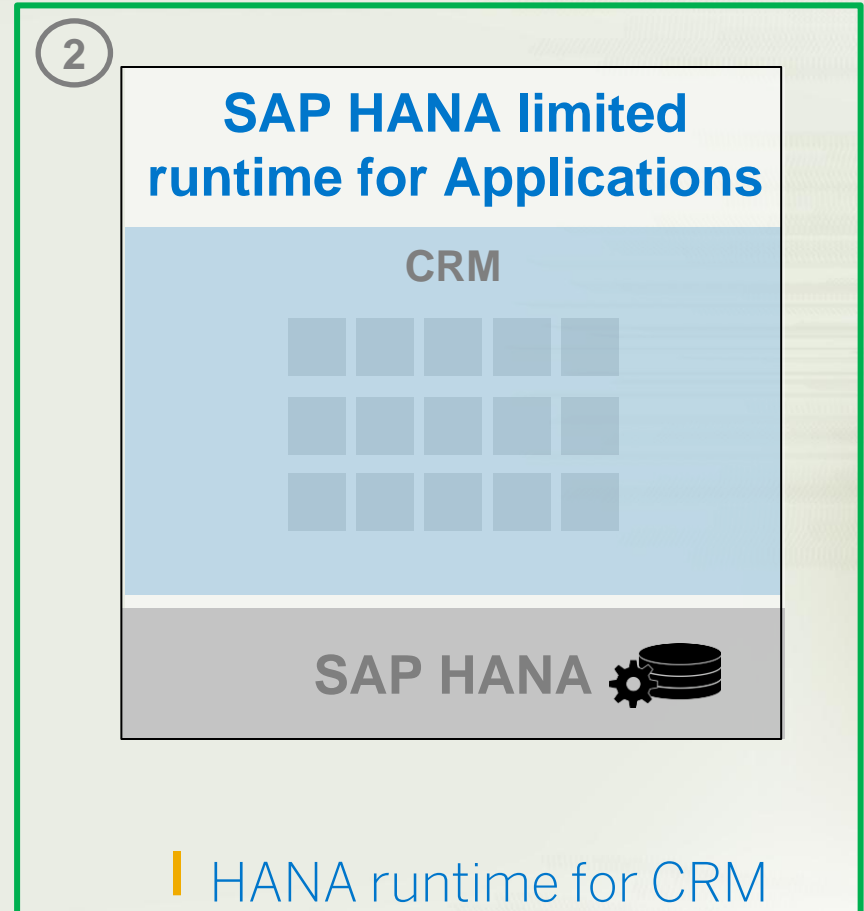 2
SAP HANA limited
runtime for Applications
CRM
SAP HANA
HANA runtime for CRM